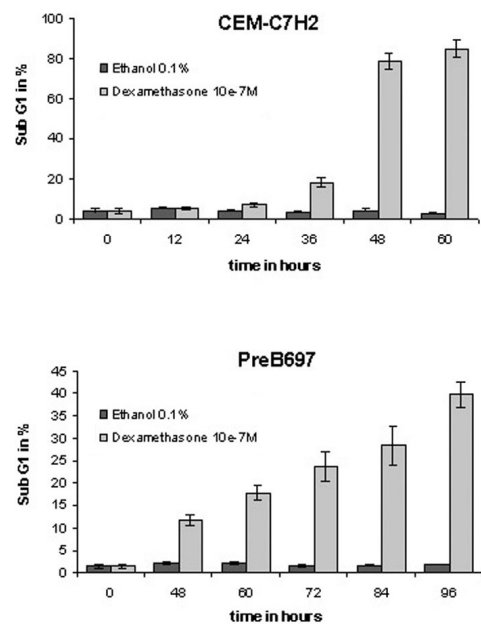 CEM-C7H2
Sub G1 in %
100
80
60
40
20
0
Ethanol 0.1%
Dexamethasone 10e-7M
0 12 24 36 48 60
time in hours
PreB697
Sub G1 in %
45
40
35
30
25
20
15
10
5
0
Ethanol 0.1%
Dexamethasone 10e-7M
0 48 60 72 84 96
time in hours